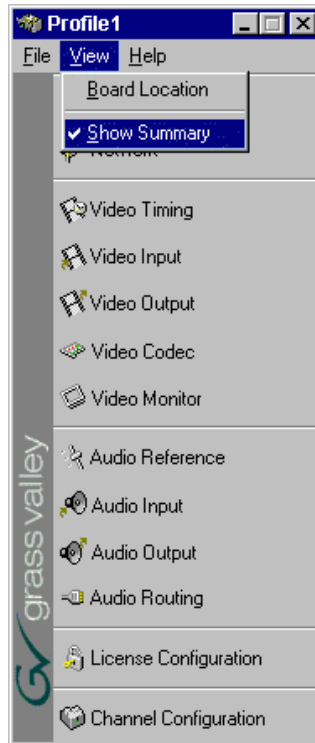 Profile1
File View Help
Board Location
Show Summary
Network
Video Timing
Video Input
Video Output
Video Codec
Video Monitor
Audio Reference
Audio Input
Audio Output
Audio Routing
License Configuration
Channel Configuration
grass valley